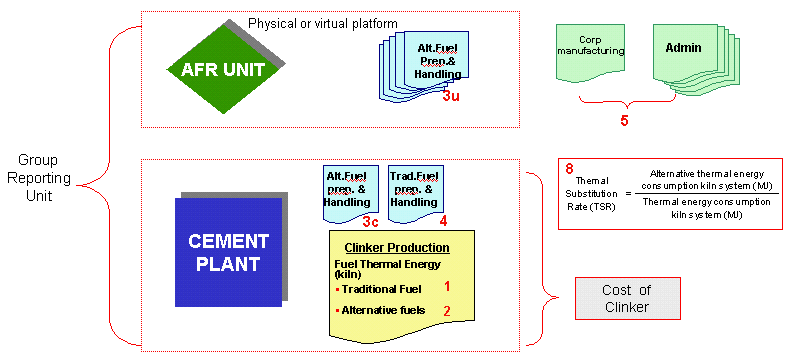 Physical or virtual platform
AFR UNIT
Alt.Fuel
Prep.&
Handling
3u
Corp
manufacturing
Admin
5
Group
Reporting
Unit
CEMENT
PLANT
Alt.Fuel
prep. &
Handling
3c
Trad.Fuel
prep. &
Handling
4
Clinker Production
Fuel Thermal Energy
(kiln)
• Traditional Fuel 1
• Alternative fuels 2
8
Themal
Substitution
Rate (TSR)
=
Alternative thermal energy
consumption kiln system (MJ)
Thermal energy consumption
kiln system (MJ)
Cost of
Clinker